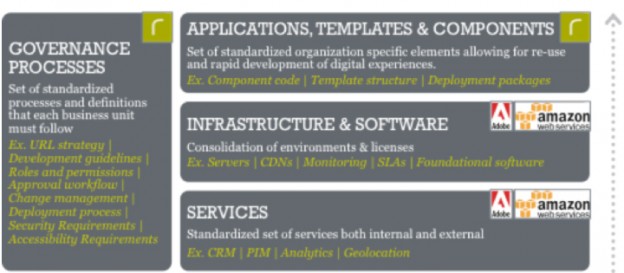 GOVERNANCE
PROCESSES
Set of standardized
processes and definitions
that each business unit
must follow
Ex. URL strategy |
Development guidelines |
Roles and permissions |
Approval workflow |
Change management |
Deployment process |
Security Requirements |
Accessibility Requirements
r
APPLICATIONS, TEMPLATES & COMPONENTS
Set of standardized organization specific elements allowing for re-use
and rapid development of digital experiences.
Ex. Component code | Template structure | Deployment packages
r
INFRASTRUCTURE & SOFTWARE
Consolidation of environments & licenses
Ex. Servers | CDNs | Monitoring | SLAs | Foundational software
Adobe
amazon
web services
SERVICES
Standardized set of services both internal and external
Ex. CRM | PIM | Analytics | Geolocation
Adobe
amazon
web services